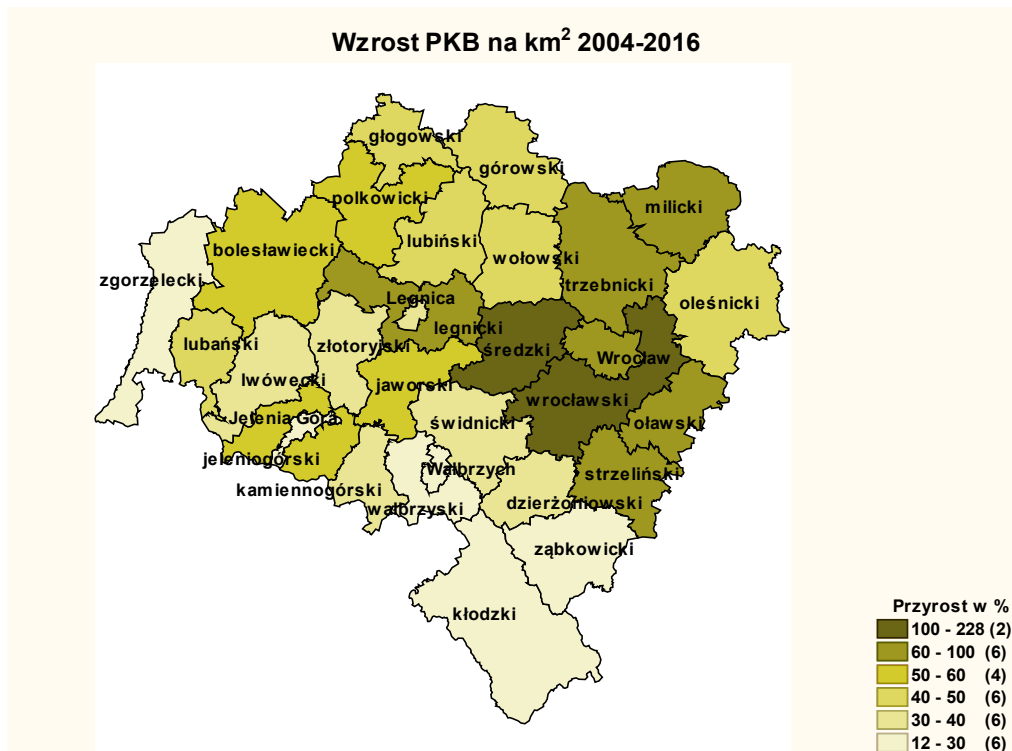 Wzrost PKB na km² 2004-2016
głogowski
górowski
polkowicki
milicki
lubiński
bolesławiecki
wołowski
zgorzelecki
trzebnicki
Legnica
oleśnicki
legnicki
lubański
złotoryjski
średzki
Wrocław
lwówecki
jaworski
wrocławski
Jelenia Góra
świdnicki
oławski
jeleniogórski
Wałbrzych
strzeliński
kamiennogórski
dzierżoniowski
wałbrzyski
ząbkowicki
kłodzki
Przyrost w %
100 - 228 (2)
60 - 100 (6)
50 - 60 (4)
40 - 50 (6)
30 - 40 (6)
12 - 30 (6)